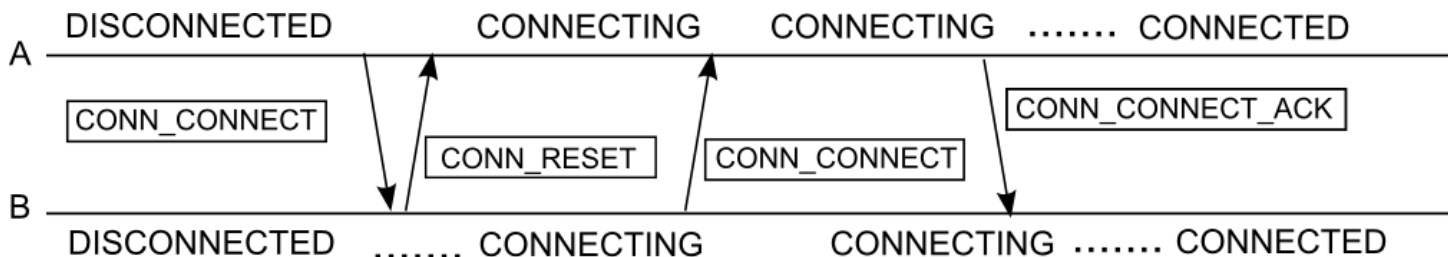 DISCONNECTED CONNECTING CONNECTING ....... CONNECTED
A
CONN_CONNECT
CONN_RESET
CONN_CONNECT
CONN_CONNECT_ACK
B
DISCONNECTED ....... CONNECTING CONNECTING ....... CONNECTED